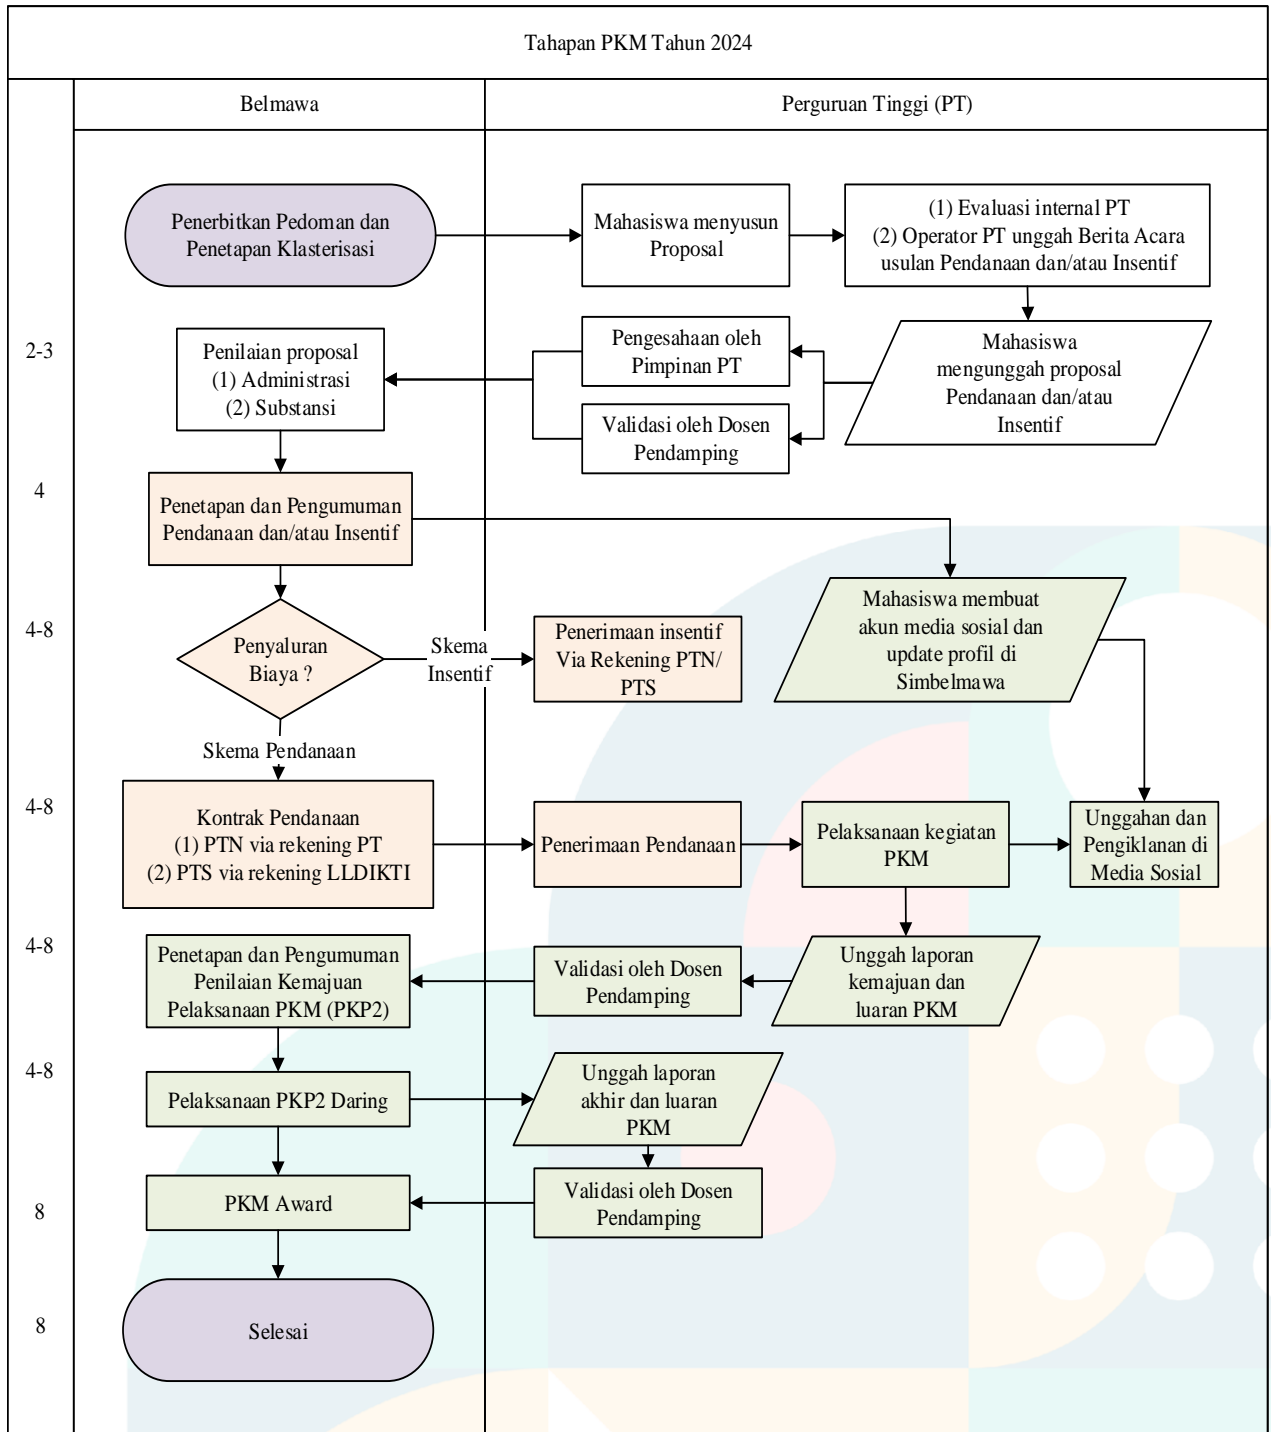 Tahapan PKM Tahun 2024
Belmawa
Perguruan Tinggi (PT)
Penerbitkan Pedoman dan
Penetapan Klasterisasi
Mahasiswa menyusun
Proposal
(1) Evaluasi internal PT
(2) Operator PT unggah Berita Acara
usulan Pendanaan dan/atau Insentif
2-3
Penilaian proposal
(1) Administrasi
(2) Substansi
Pengesahaan oleh
Pimpinan PT
Validasi oleh Dosen
Pendamping
Mahasiswa
mengunggah proposal
Pendanaan dan/atau
Insentif
4
Penetapan dan Pengumuman
Pendanaan dan/atau Insentif
4-8
Penyaluran
Biaya ?
Skema
Insentif
Penerimaan insentif
Via Rekening PTN/
PTS
Mahasiswa membuat
akun media sosial dan
update profil di
Simbelmawa
Skema Pendanaan
4-8
Kontrak Pendanaan
(1) PTN via rekening PT
(2) PTS via rekening LLDIKTI
Penerimaan Pendanaan
Pelaksanaan kegiatan
PKM
Unggahan dan
Pengiklanan di
Media Sosial
4-8
Penetapan dan Pengumuman
Penilaian Kemajuan
Pelaksanaan PKM (PKP2)
Validasi oleh Dosen
Pendamping
Unggah laporan
kemajuan dan
luaran PKM
4-8
Pelaksanaan PKP2 Daring
Unggah laporan
akhir dan luaran
PKM
8
PKM Award
Validasi oleh Dosen
Pendamping
8
Selesai